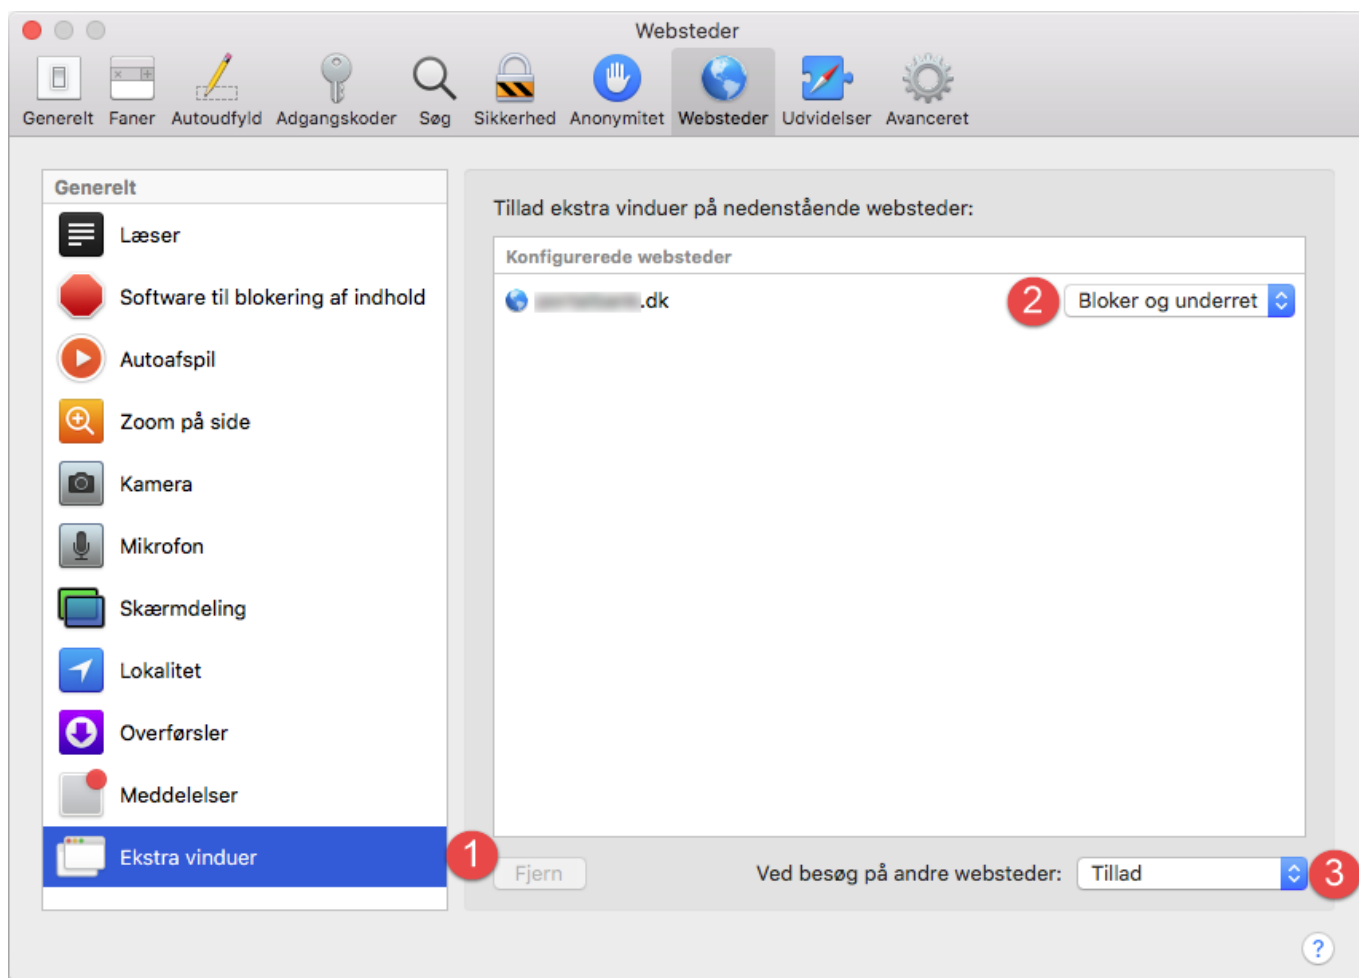 Websteder
Generelt Faner Autoudfyld Adgangskoder Søg Sikkerhed Anonymitet Websteder Udvidelser Avanceret
Generelt
Læser
Software til blokering af indhold
Autoafspil
Zoom på side
Kamera
Mikrofon
Skærmdeling
Lokalitet
Overførsler
Meddelelser
Ekstra vinduer
1
Tillad ekstra vinduer på nedenstående websteder:
Konfigurerede websteder
.dk
2 Bloker og underret
Fjern
Ved besøg på andre websteder: Tillad 3
?